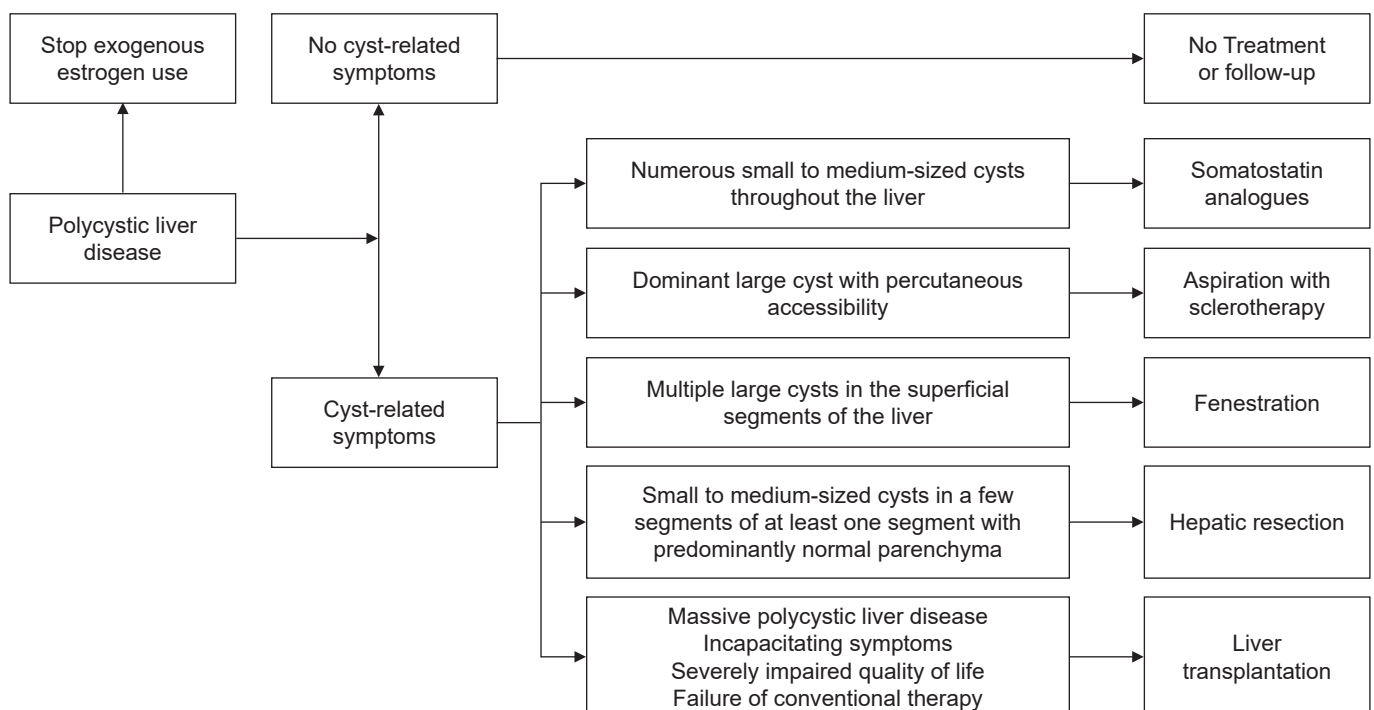 Stop exogenous
estrogen use
No cyst-related
symptoms
No Treatment
or follow-up
Polycystic liver
disease
Numerous small to medium-sized cysts
throughout the liver
Somatostatin
analogues
Dominant large cyst with percutaneous
accessibility
Aspiration with
sclerotherapy
Cyst-related
symptoms
Multiple large cysts in the superficial
segments of the liver
Fenestration
Small to medium-sized cysts in a few
segments of at least one segment with
predominantly normal parenchyma
Hepatic resection
Massive polycystic liver disease
Incapacitating symptoms
Severely impaired quality of life
Failure of conventional therapy
Liver
transplantation